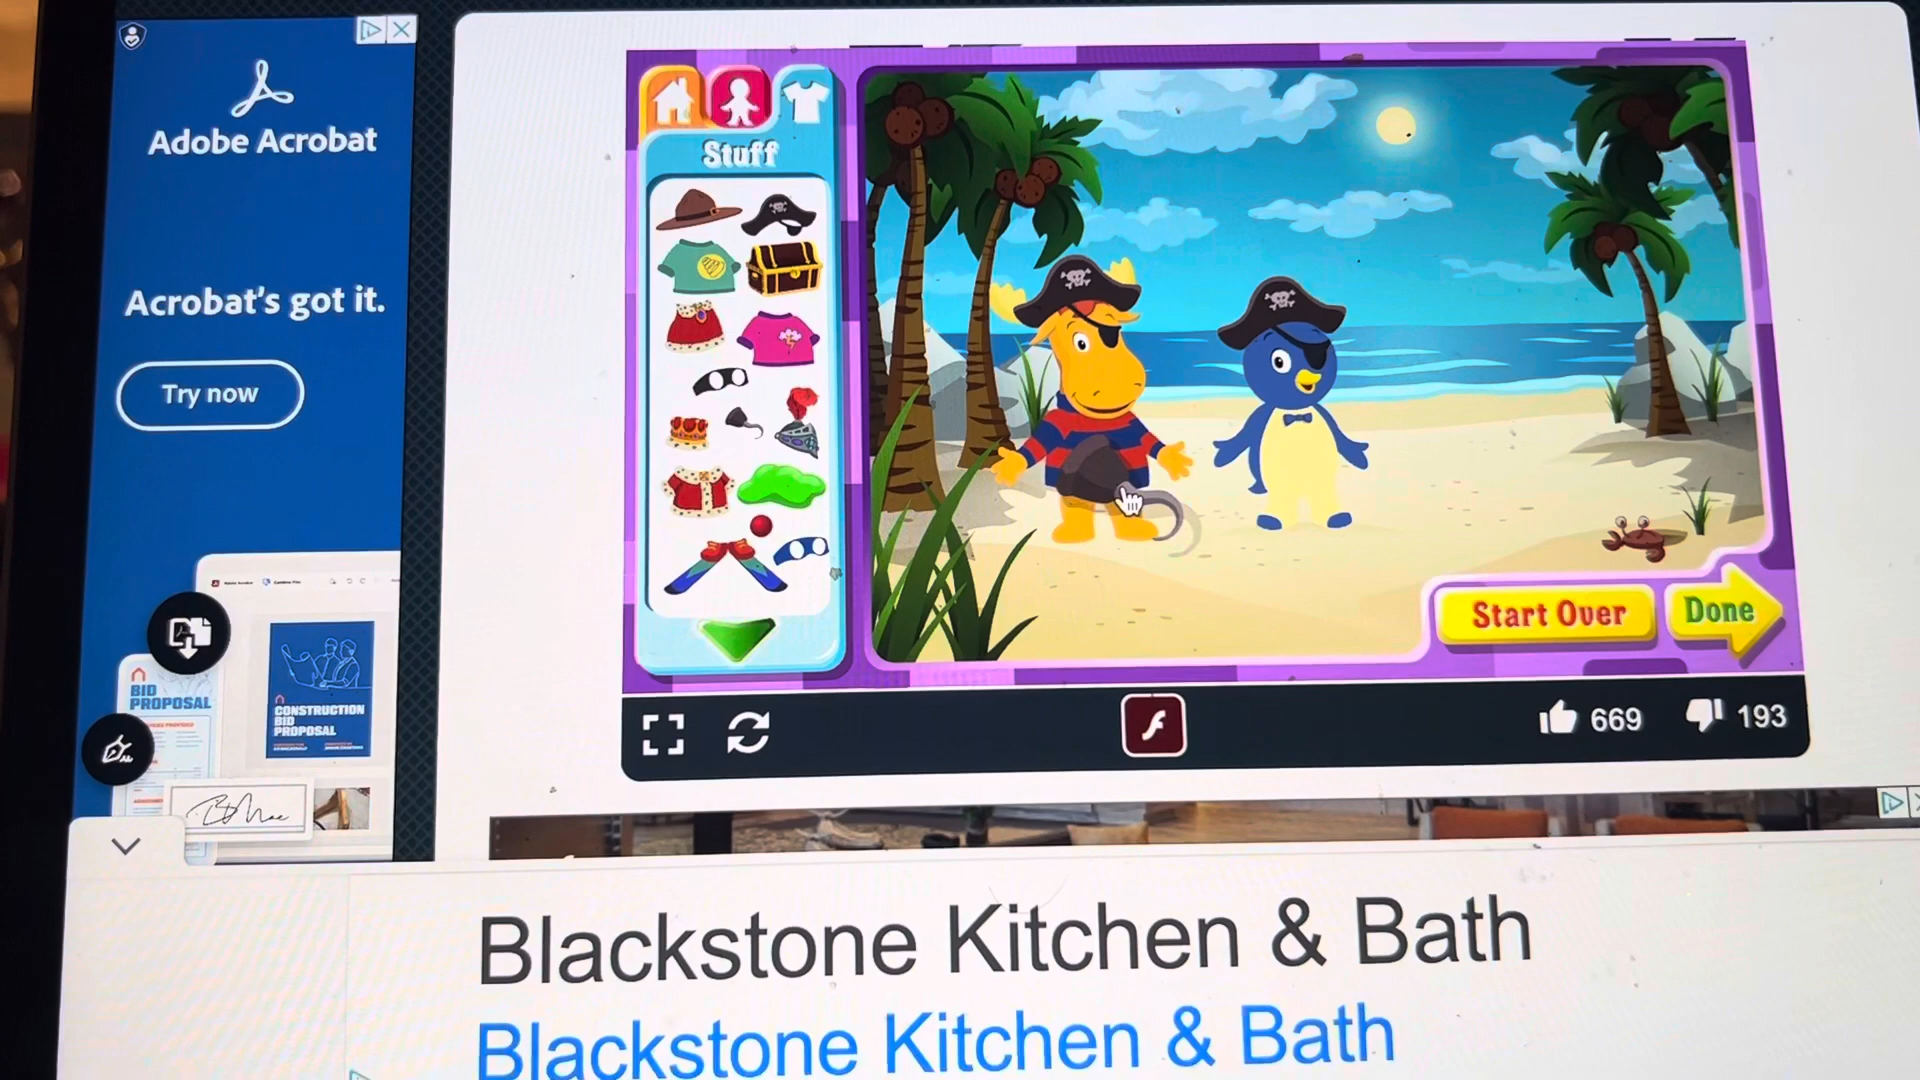 Adobe Acrobat
Acrobat's got it.
Try now
BID
PROPOSAL
CONSTRUCTION
BID
PROPOSAL
Stuff
Start Over
Done
669
193
Blackstone Kitchen & Bath
Blackstone Kitchen & Bath